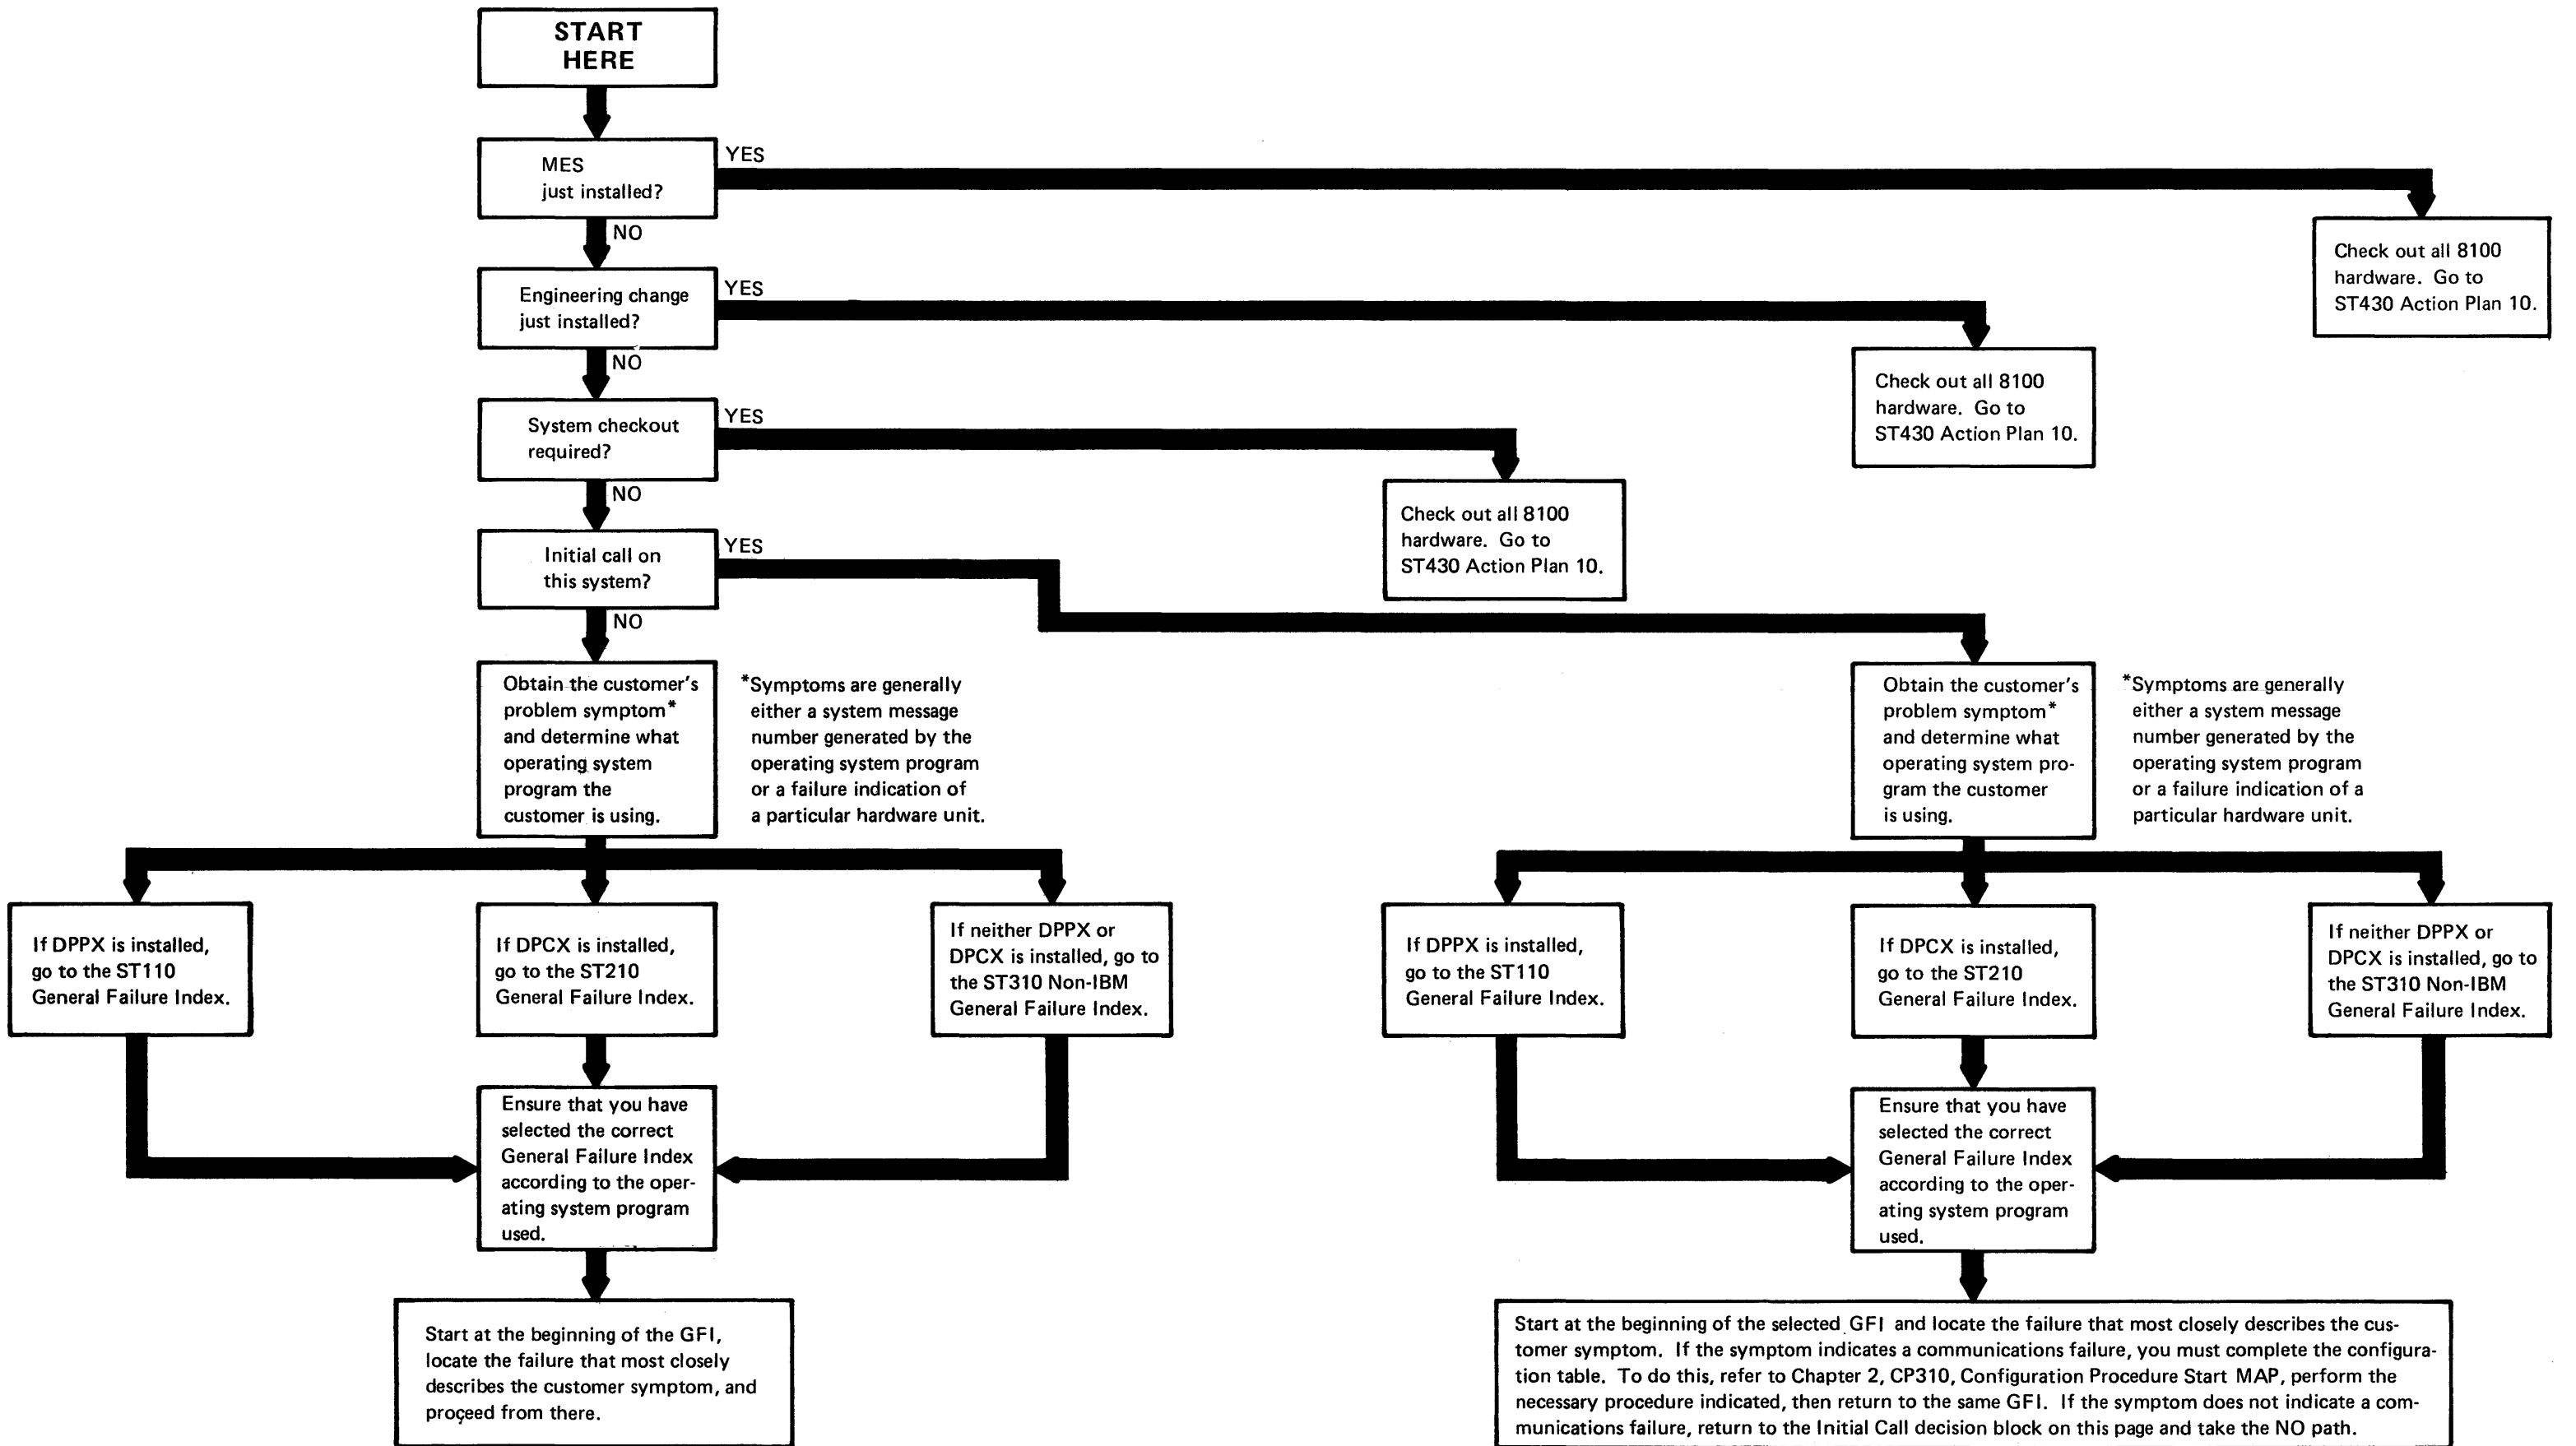 START
HERE
MES
just installed?
YES
NO
Check out all 8100
hardware. Go to
ST430 Action Plan 10.
Engineering change
just installed?
YES
NO
Check out all 8100
hardware. Go to
ST430 Action Plan 10.
System checkout
required?
YES
NO
Check out all 8100
hardware. Go to
ST430 Action Plan 10.
Initial call on
this system?
YES
NO
Obtain the customer's
problem symptom*
and determine what
operating system
program the
customer is using.
*Symptoms are generally
either a system message
number generated by the
operating system program
or a failure indication of
a particular hardware unit.
Obtain the customer's
problem symptom*
and determine what
operating system pro-
gram the customer
is using.
*Symptoms are generally
either a system message
number generated by the
operating system program
or a failure indication of a
particular hardware unit.
If DPPX is installed,
go to the ST110
General Failure Index.
If DPCX is installed,
go to the ST210
General Failure Index.
If neither DPPX or
DPCX is installed, go to
the ST310 Non-IBM
General Failure Index.
If DPPX is installed,
go to the ST110
General Failure Index.
If DPCX is installed,
go to the ST210
General Failure Index.
If neither DPPX or
DPCX is installed, go to
the ST310 Non-IBM
General Failure Index.
Ensure that you have
selected the correct
General Failure Index
according to the oper-
ating system program
used.
Ensure that you have
selected the correct
General Failure Index
according to the oper-
ating system program
used.
Start at the beginning of the GFI,
locate the failure that most closely
describes the customer symptom, and
proceed from there.
Start at the beginning of the selected GFI and locate the failure that most closely describes the cus-
tomer symptom. If the symptom indicates a communications failure, you must complete the configura-
tion table. To do this, refer to Chapter 2, CP310, Configuration Procedure Start MAP, perform the
necessary procedure indicated, then return to the same GFI. If the symptom does not indicate a com-
munications failure, return to the Initial Call decision block on this page and take the NO path.